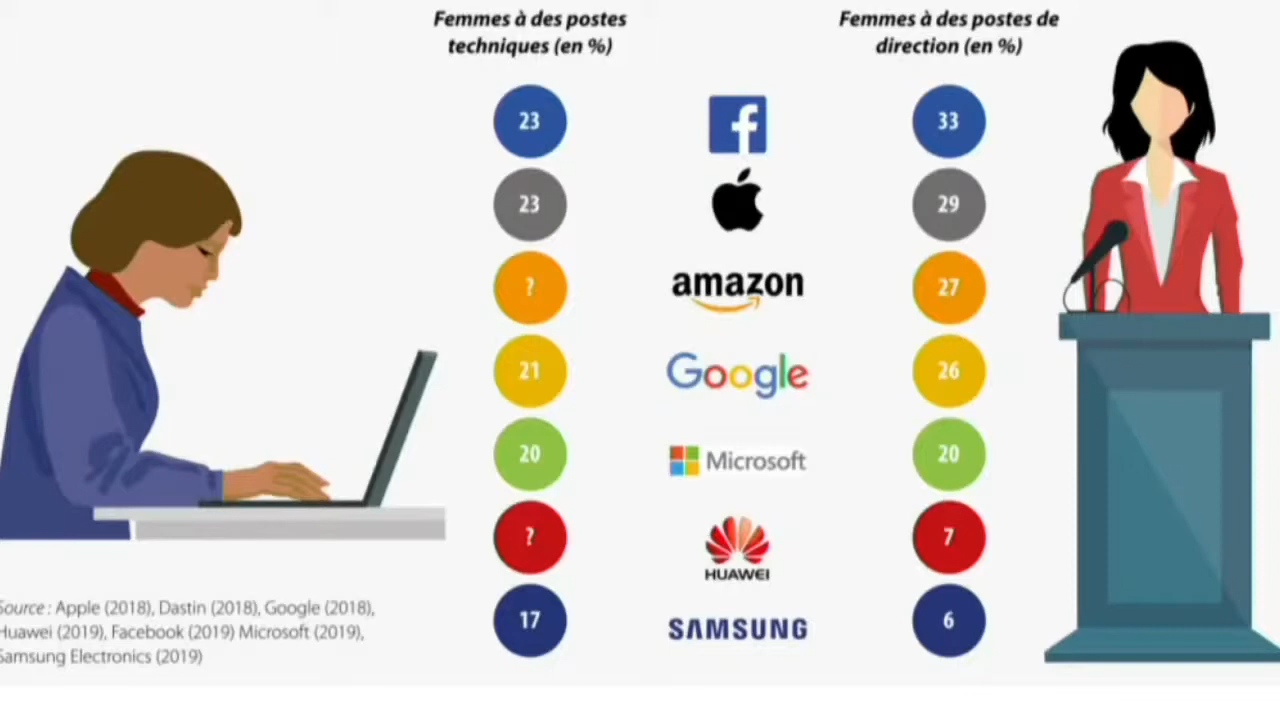 Femmes à des postes
techniques (en %)
Femmes à des postes de
direction (en %)
23
33
23
29
?
amazon
27
21
Google
26
20
Microsoft
20
?
HUAWEI
7
17
SAMSUNG
6
Source : Apple (2018), Dastin (2018), Google (2018),
Huawei (2019), Facebook (2019) Microsoft (2019),
Samsung Electronics (2019)